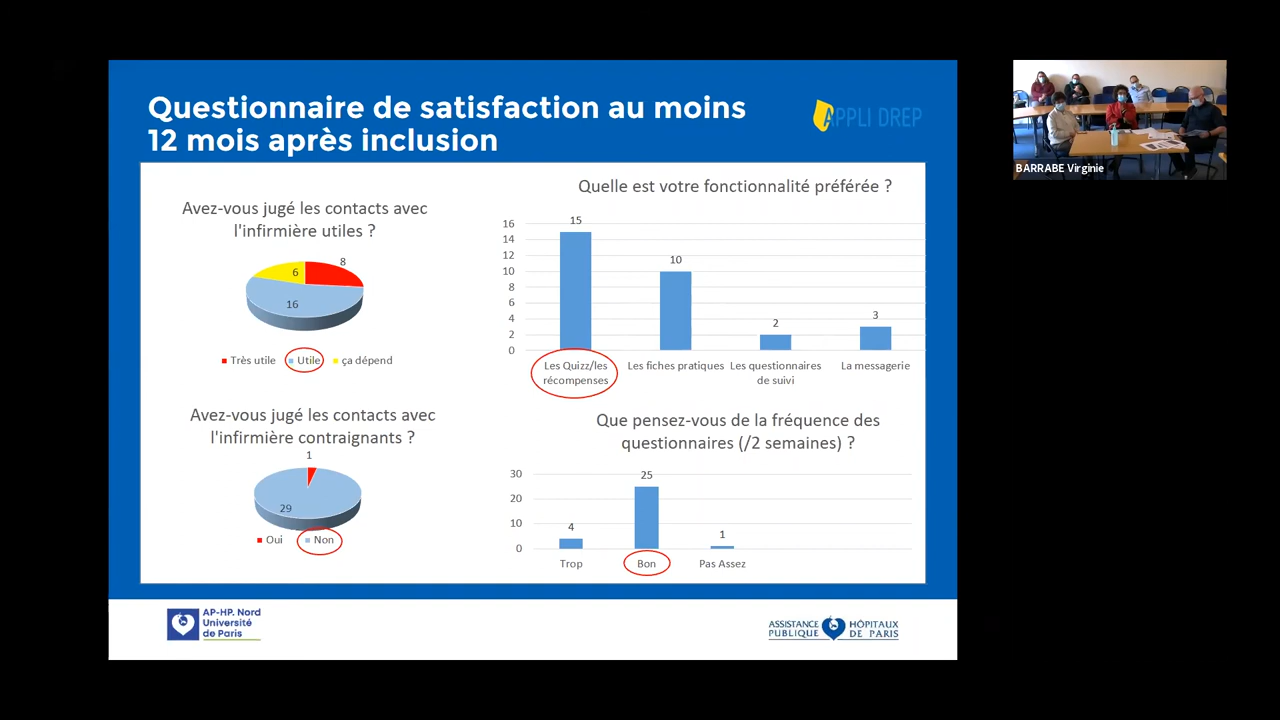 Questionnaire de satisfaction au moins
12 mois après inclusion
APPLI DREP
Avez-vous jugé les contacts avec
l'infirmière utiles ?
8
6
16
Très utile Utile ça dépend
Avez-vous jugé les contacts avec
l'infirmière contraignants ?
1
29
Oui Non
Quelle est votre fonctionnalité préférée ?
16
14
12
10
8
6
4
2
0
15
10
2
3
Les Quizz/les
récompenses
Les fiches pratiques
Les questionnaires
de suivi
La messagerie
Que pensez-vous de la fréquence des
questionnaires (/2 semaines) ?
30
20
10
0
4
25
1
Trop
Bon
Pas Assez
AP-HP. Nord
Université
de Paris
ASSISTANCE HÔPITAUX
PUBLIQUE DE PARIS
BARRABE Virginie